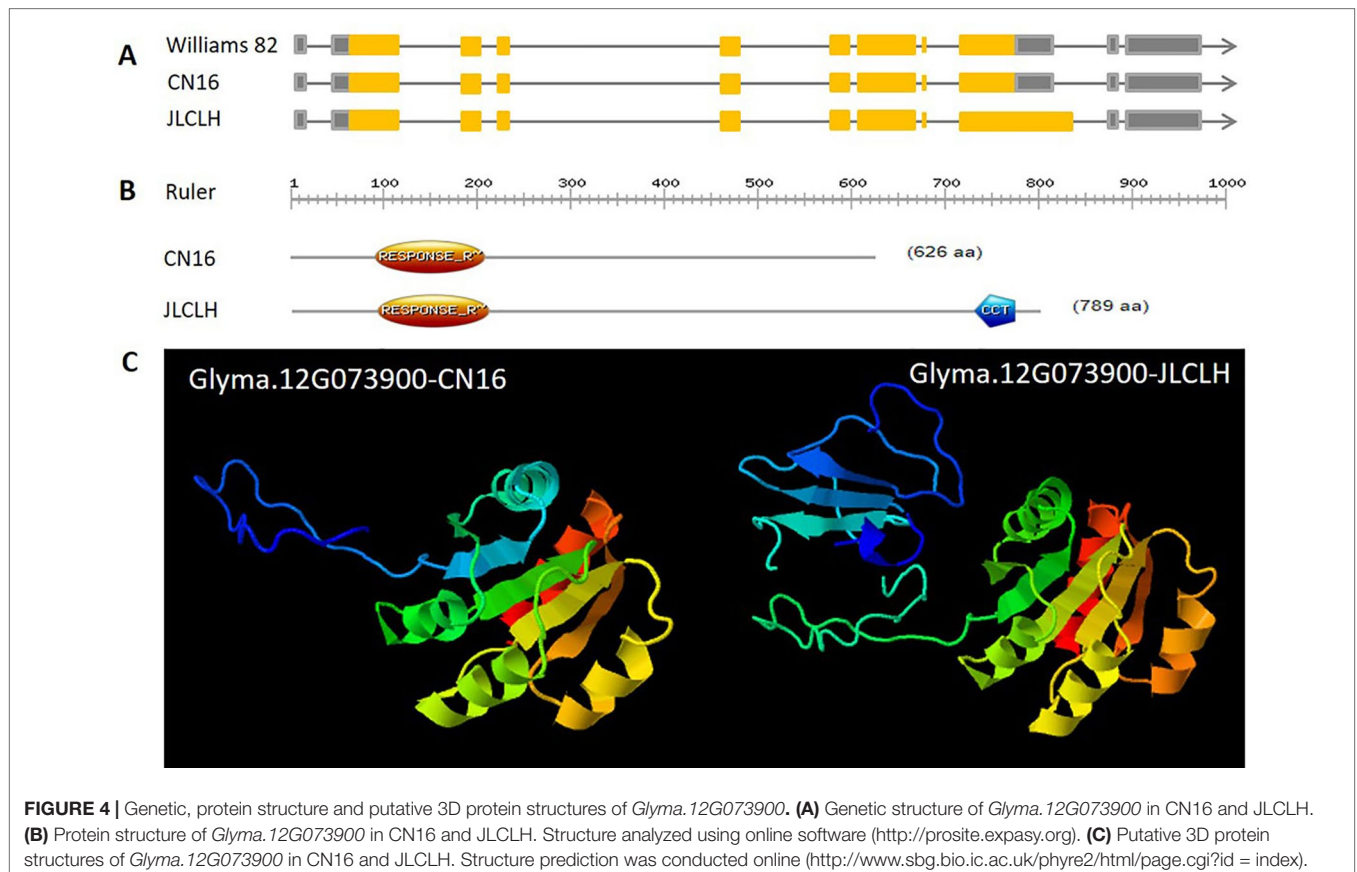 A
Williams 82
CN16
JLCLH
B
Ruler
1 100 200 300 400 500 600 700 800 900 1000
CN16
RESPONSE_R
(626 aa)
JLCLH
RESPONSE_R
CCT
(789 aa)
C
Glyma.12G073900-CN16
Glyma.12G073900-JLCLH
FIGURE 4 | Genetic, protein structure and putative 3D protein structures of Glyma.12G073900. (A) Genetic structure of Glyma.12G073900 in CN16 and JLCLH.
(B) Protein structure of Glyma.12G073900 in CN16 and JLCLH. Structure analyzed using online software (http://prosite.expasy.org). (C) Putative 3D protein
structures of Glyma.12G073900 in CN16 and JLCLH. Structure prediction was conducted online (http://www.sbg.bio.ic.ac.uk/phyre2/html/page.cgi?id = index).